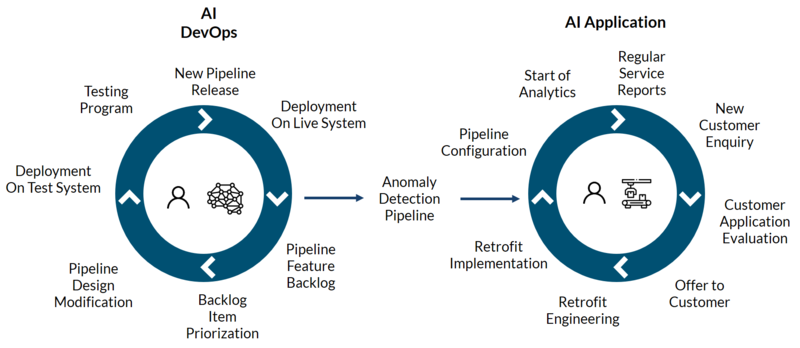 AI
DevOps
New Pipeline
Release
Deployment
On Live System
Pipeline
Feature
Backlog
Backlog
Item
Priorization
Pipeline
Design
Modification
Deployment
On Test System
Testing
Program
Anomaly
Detection
Pipeline
AI Application
Regular
Service
Reports
New
Customer
Enquiry
Customer
Application
Evaluation
Offer to
Customer
Retrofit
Engineering
Retrofit
Implementation
Pipeline
Configuration
Start of
Analytics